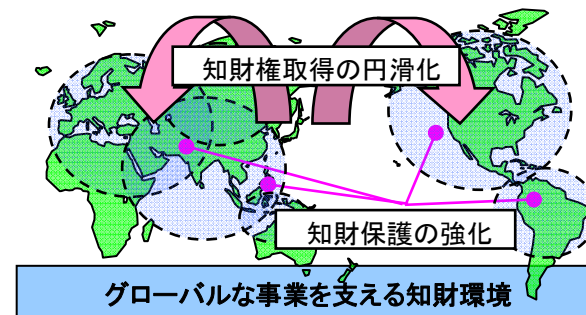 知財権取得の円滑化
知財保護の強化
グローバルな事業を支える知財環境